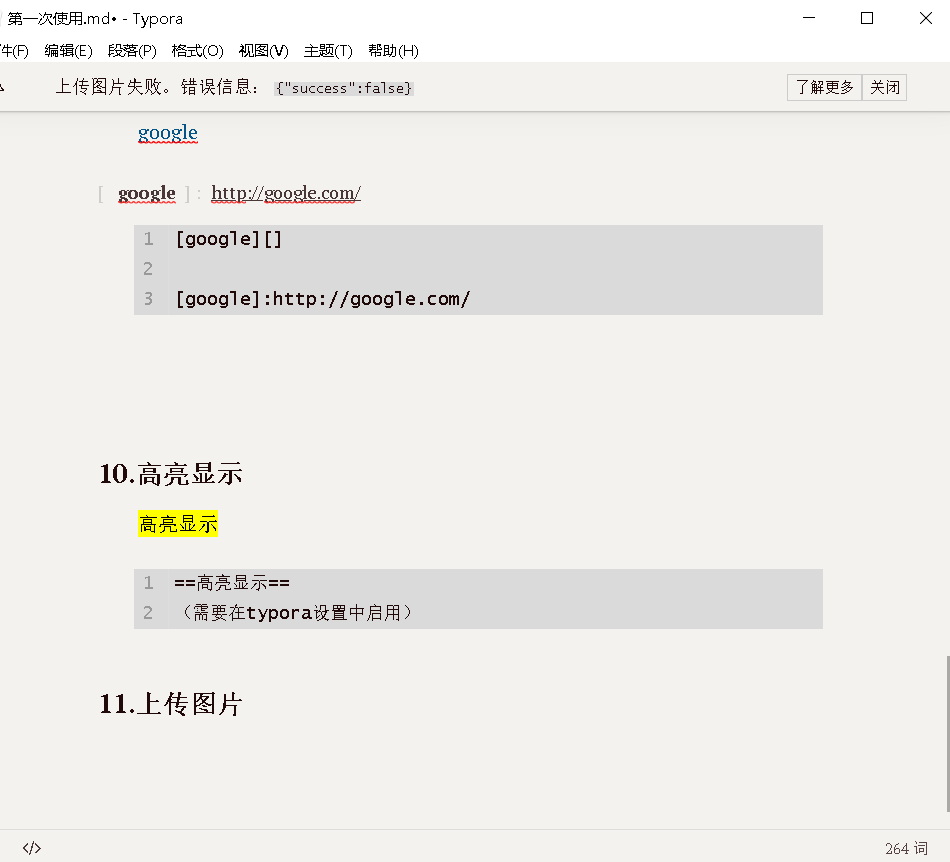 第一次使用.md• - Typora
件(F) 编辑(E) 段落(P) 格式(O) 视图(V) 主题(T) 帮助(H)
上传图片失败。错误信息： {"success":false} 了解更多 关闭
google
[ google ] : http://google.com/
1 [google][]
2
3 [google]:http://google.com/
10.高亮显示
高亮显示
1 ==高亮显示==
2 （需要在typora设置中启用）
11.上传图片
</> 264 词